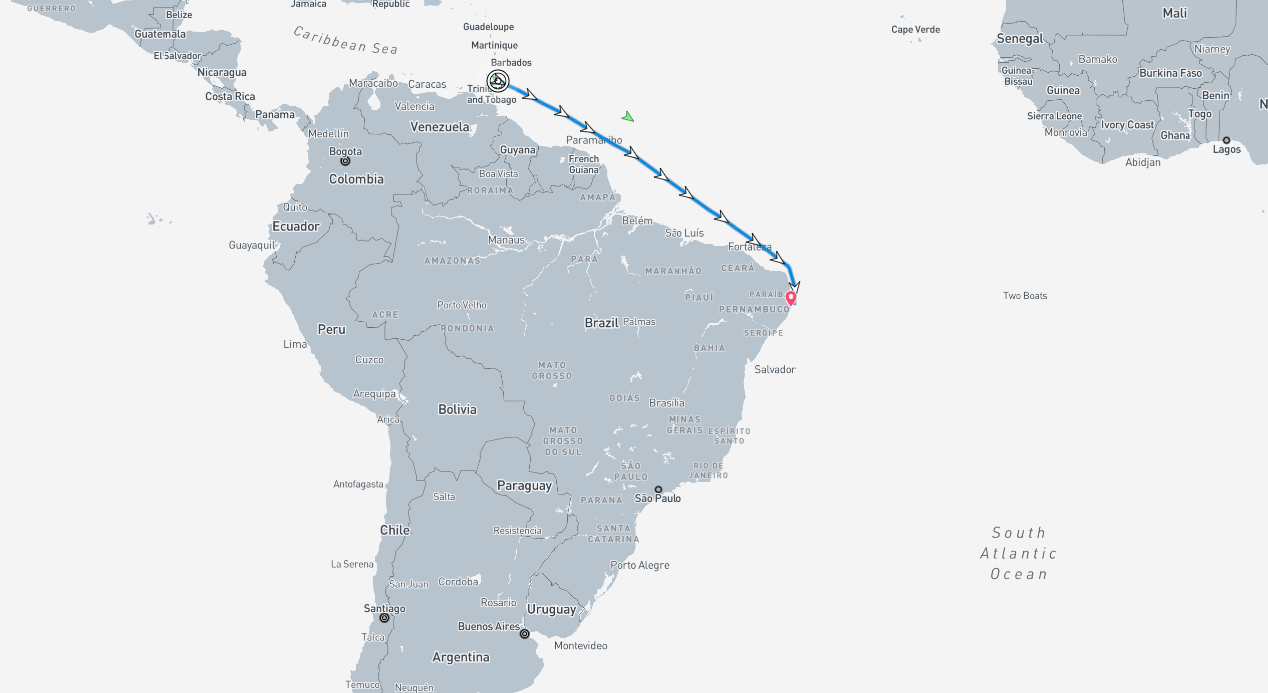 GUERRERO
Belize
Jamaica
Republic
Cape Verde
Mali
Guatemala
El Salvador
Nicaragua
Costa Rica
Panama
Caribbean Sea
Guadeloupe
Martinique
Barbados
Maracaibo
Caracas
and Tobago
Valencia
Venezuela
Medellin
Bogota
Colombia
Guyana
Paramaribo
French
Guiana
Boa Vista
RORAIMA
AMAPÁ
Senegal
Guinea-
Bissau
Guinea
Bamako
Niamey
Burkina Faso
Benin
Togo
Sierra Leone
Monrovia
Ivory Coast
Ghana
Abidjan
Lagos
N
Quito
Ecuador
Guayaquil
Manaus
AMAZONAS
Belém
São Luís
Fortaleza
PARÁ
MARANHÃO
CEARÁ
PIAUÍ
PARAÍB
PERNAMBUCO
SERGIPE
Two Boats
ACRE
Porto Velho
RONDÔNIA
Peru
Lima
Cuzco
Brazil
Palmas
BAHIA
Salvador
MATO
GROSSO
Arequipa
Arica
Bolivia
GOIÁS
Brasilia
MINAS
GERAIS
ESPÍRITO
SANTO
MATO
GROSSO
DO SUL
SÃO
PAULO
RIO DE
JANEIRO
São Paulo
Antofagasta
Salta
Paraguay
PARANÁ
Chile
Resistencia
SANTA
CATARINA
South
Atlantic
Ocean
La Serena
San Juan
Cordoba
Porto Alegre
Santiago
Rosario
Uruguay
Buenos Aires
Talca
Montevideo
Argentina
Temuco
Neuquén